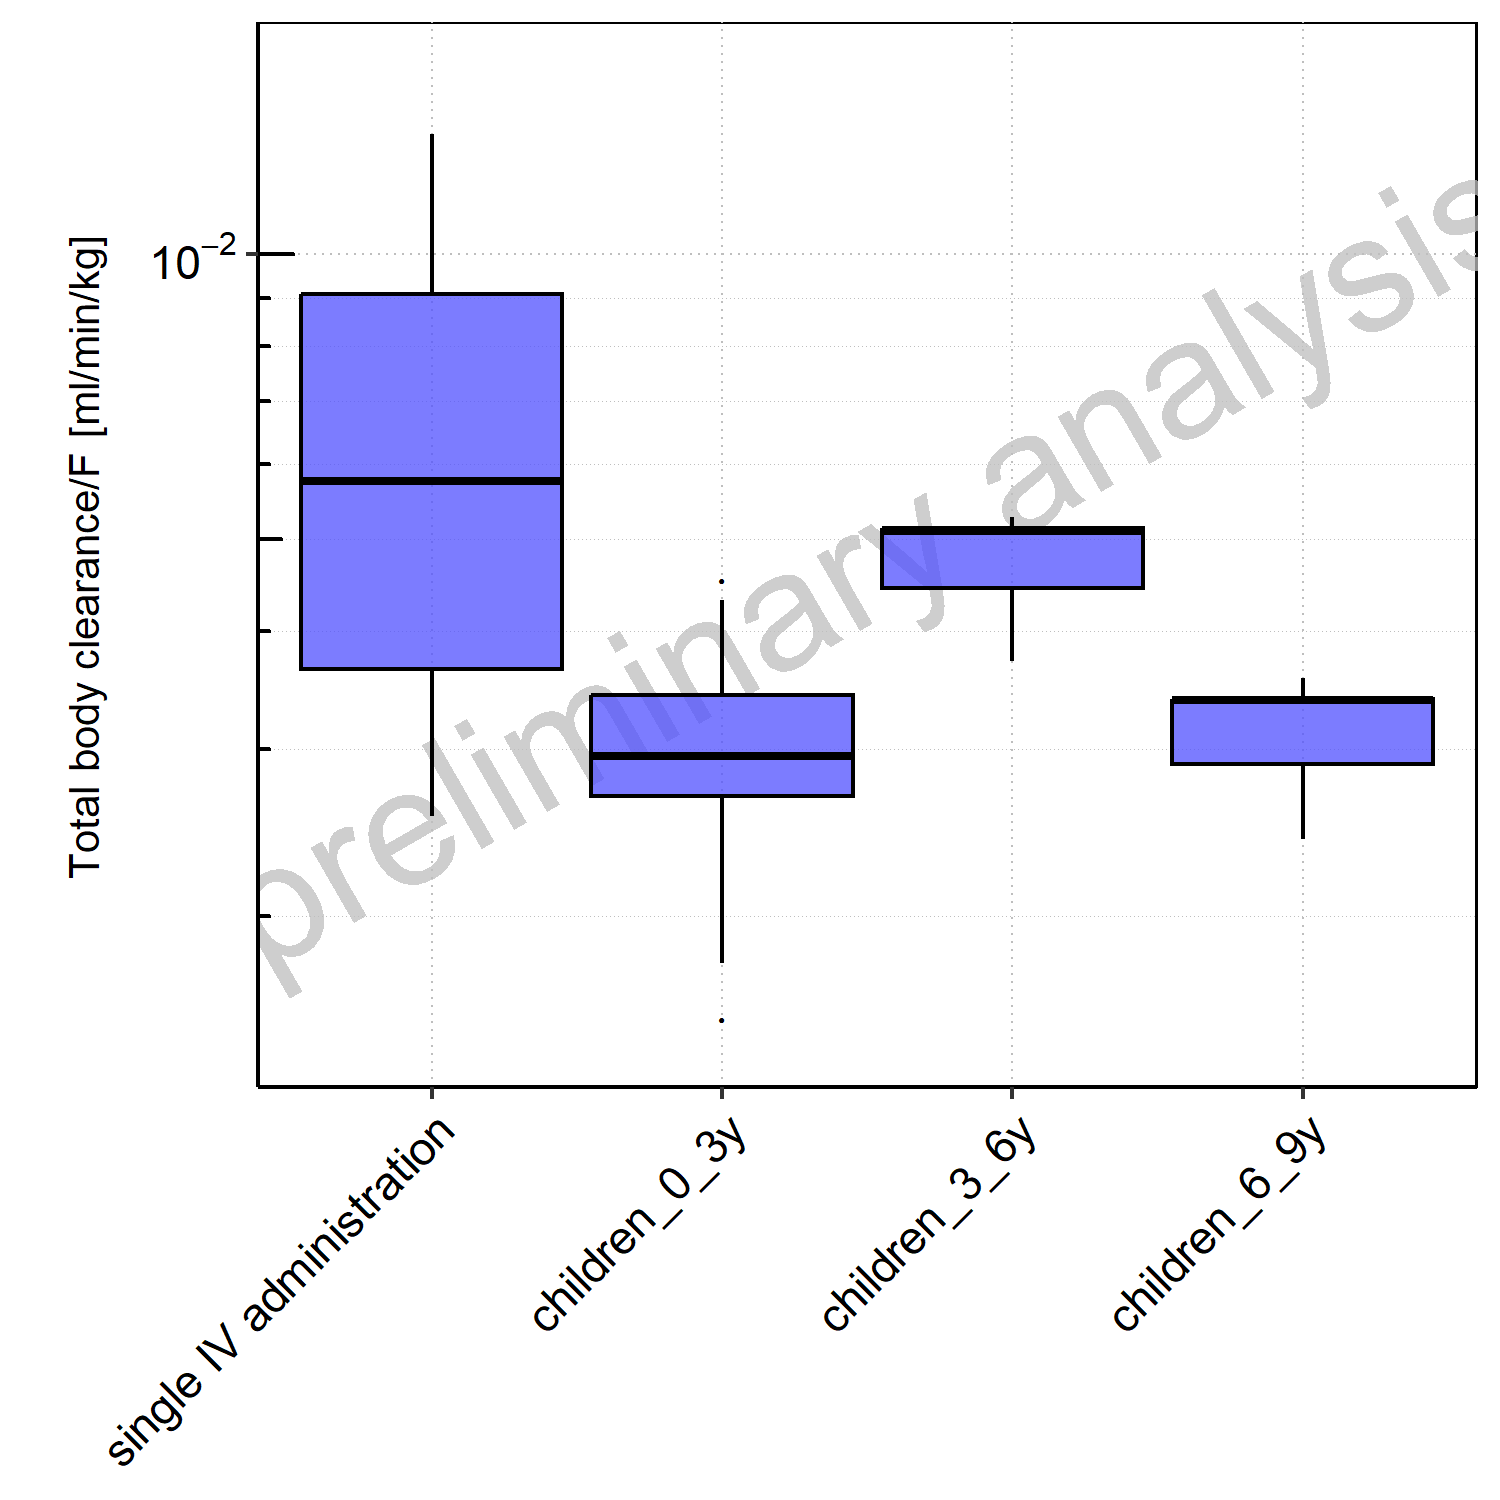 Total body clearance/F [ml/min/kg]
10⁻²
preliminary analysis
single IV administration
children_0_3y
children_3_6y
children_6_9y